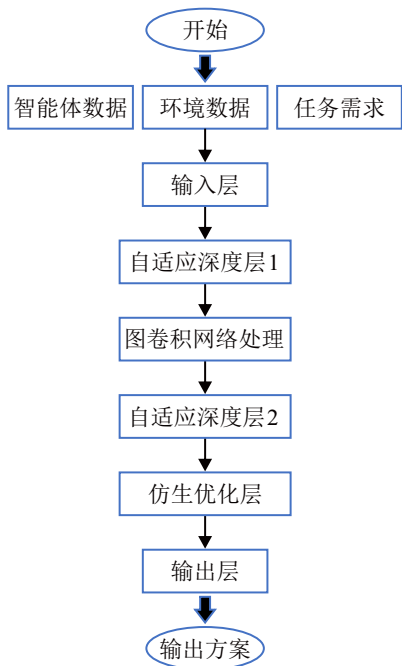 开始
智能体数据 环境数据 任务需求
输入层
自适应深度层1
图卷积网络处理
自适应深度层2
仿生优化层
输出层
输出方案